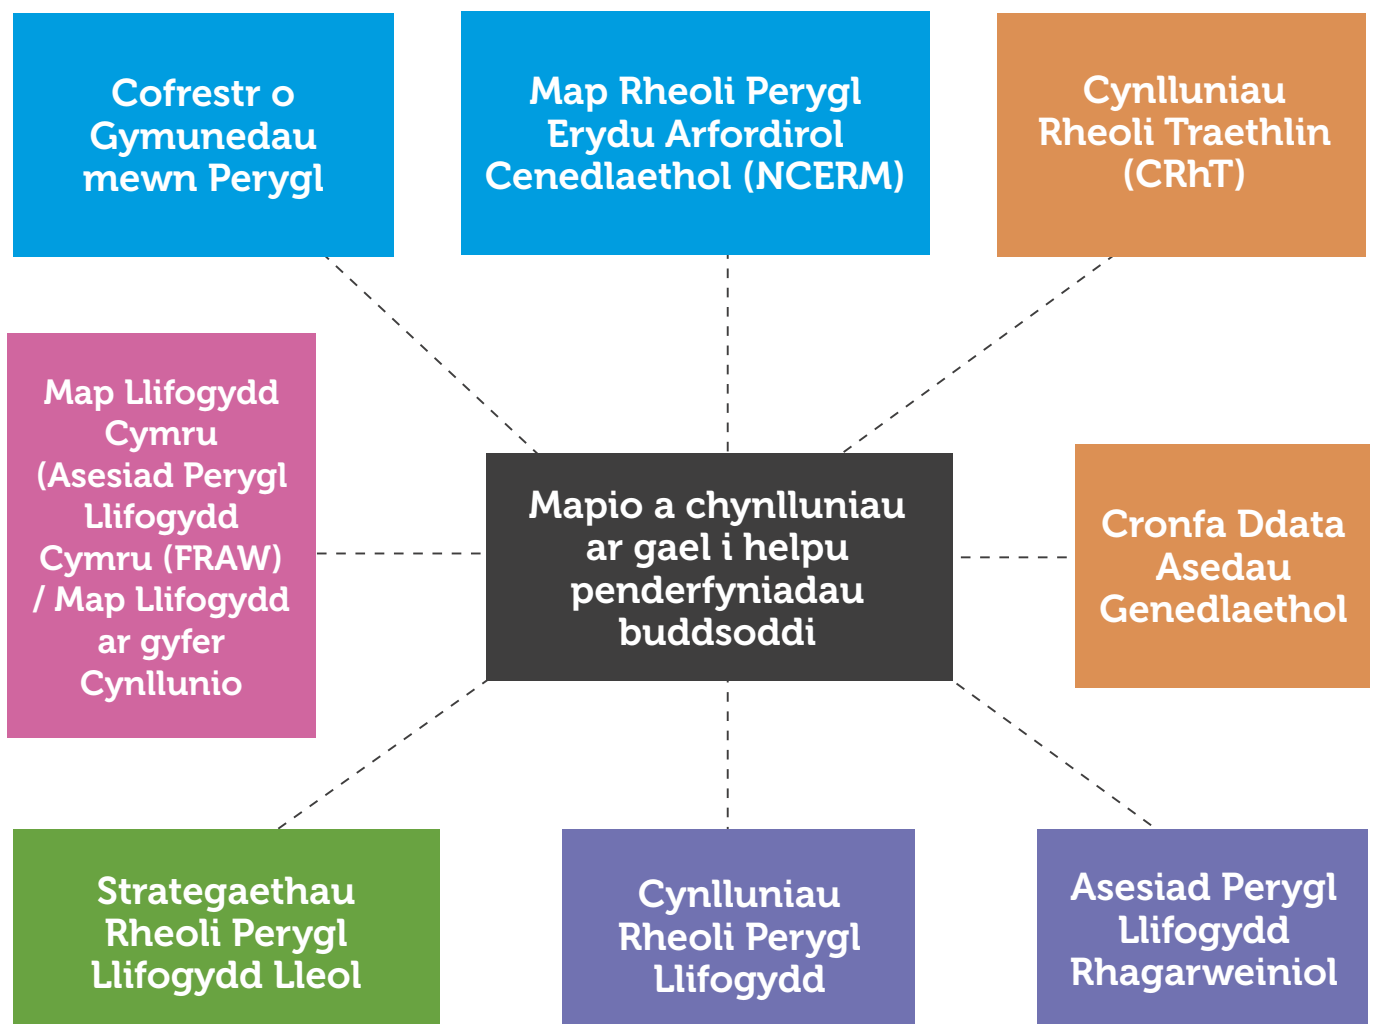 Cofrestr o
Gymunedau
mewn Perygl
Map Rheoli Perygl
Erydu Arfordirol
Cenedlaethol (NCERM)
Cynlluniau
Rheoli Traethlin
(CRhT)
Map Llifogydd
Cymru
(Asesiad Perygl
Llifogydd
Cymru (FRAW)
/ Map Llifogydd
ar gyfer
Cynllunio
Mapio a chynlluniau
ar gael i helpu
penderfyniadau
buddsoddi
Cronfa Ddata
Asedau
Genedlaethol
Strategaethau
Rheoli Perygl
Llifogydd Lleol
Cynlluniau
Rheoli Perygl
Llifogydd
Asesiad Perygl
Llifogydd
Rhagarweiniol